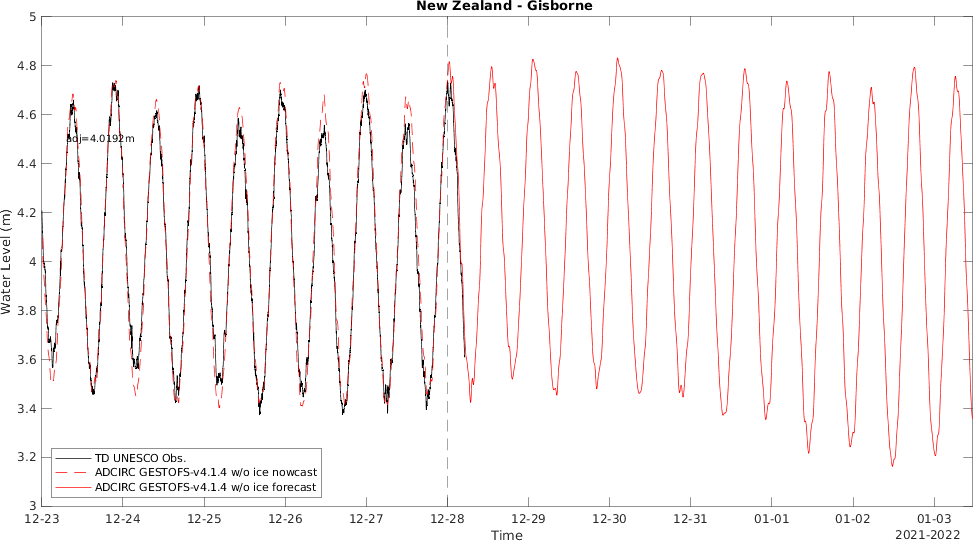 New Zealand - Gisborne
5
4.8
4.6
4.4
4.2
4
3.8
3.6
3.4
3.2
3
Water Level (m)
adj=4.0192m
TD UNESCO Obs.
ADCIRC GESTOFS-v4.1.4 w/o ice nowcast
ADCIRC GESTOFS-v4.1.4 w/o ice forecast
12-23 12-24 12-25 12-26 12-27 12-28 12-29 12-30 12-31 01-01 01-02 01-03
Time
2021-2022